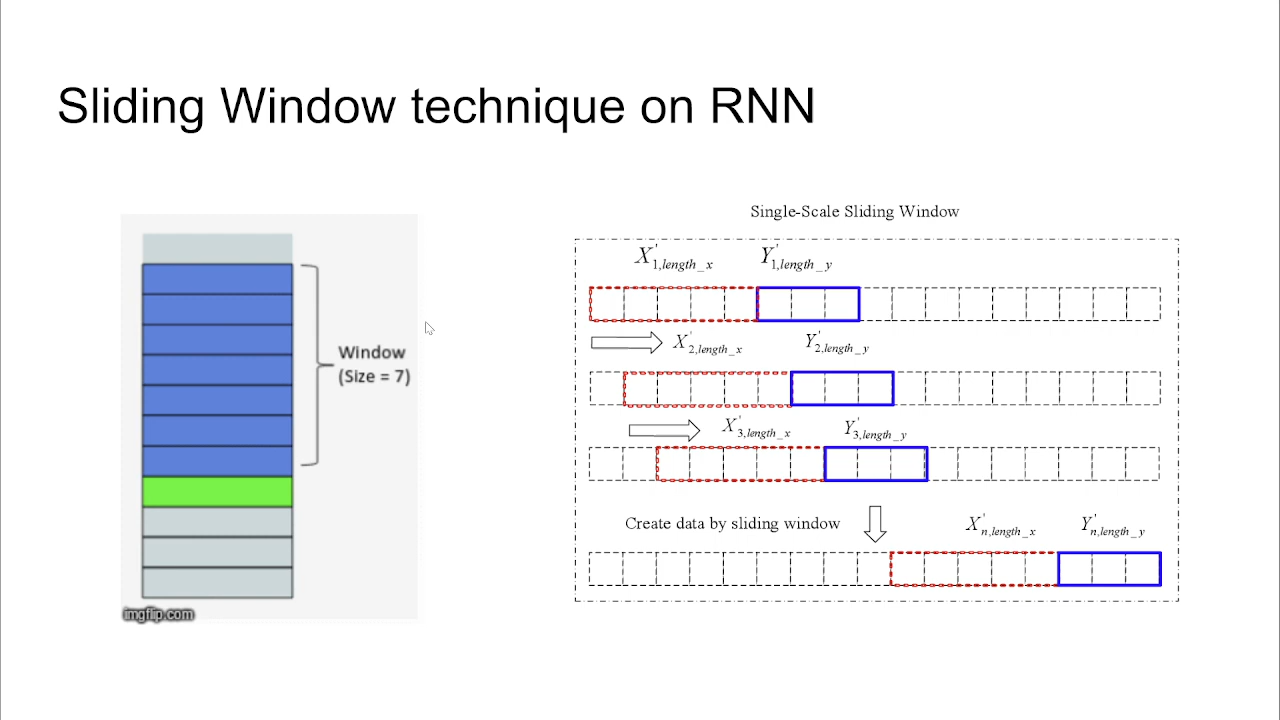 Sliding Window technique on RNN
Window
(Size = 7)
imgflip.com
Single-Scale Sliding Window
X'1,length_x Y'1,length_y
X'2,length_x Y'2,length_y
X'3,length_x Y'3,length_y
Create data by sliding window
X'n,length_x Y'n,length_y